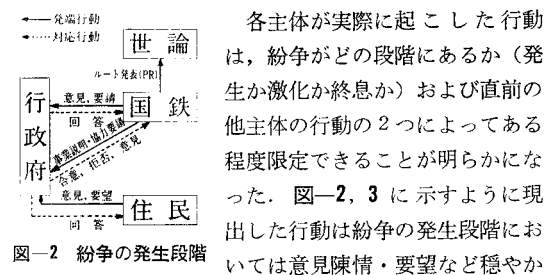 発端行動
対応行動
世論
ルート発表(PR)
行政府
意見,要請
国鉄
回答
事業説明・協力要請
合意,拒否,意見
意見,要望
住民
回答
図―2 紛争の発生段階
各主体が実際に起こした行動
は,紛争がどの段階にあるか(発
生か激化か終息か)および直前の
他主体の行動の2つによってある
程度限定できることが明らかにな
った. 図―2, 3 に示すように現
出した行動は紛争の発生段階にお
いては意見陳情・要望など穏やか